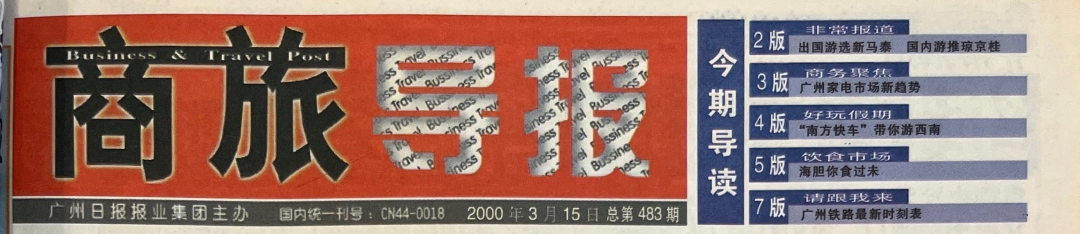 Business & Travel Post
商旅导报
广州日报报业集团主办 国内统一刊号:CN44-0018 2000年3月15日总第483期
今期导读
2版 非常报道
出国游选新马泰 国内游推琼京桂
3版 商务聚焦
广州家电市场新趋势
4版 好玩假期
“南方快车”带你游西南
5版 饮食市场
海胆你食过未
7版 请跟我来
广州铁路最新时刻表